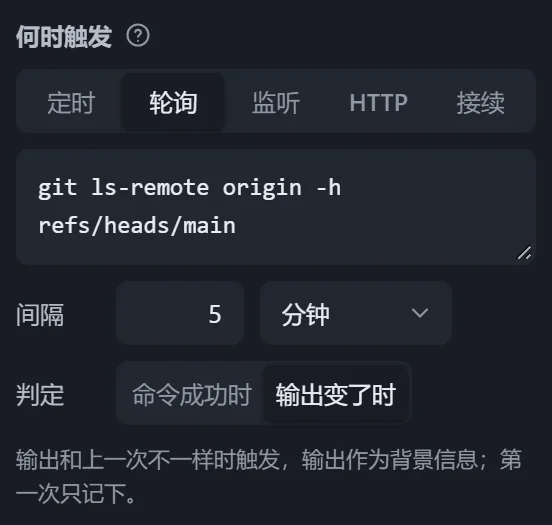 何时触发 ?
定时 轮询 监听 HTTP 接续
git ls-remote origin -h
refs/heads/main
间隔 5 分钟
判定 命令成功时 输出变了时
输出和上一次不一样时触发，输出作为背景信息；第
一次只记下。